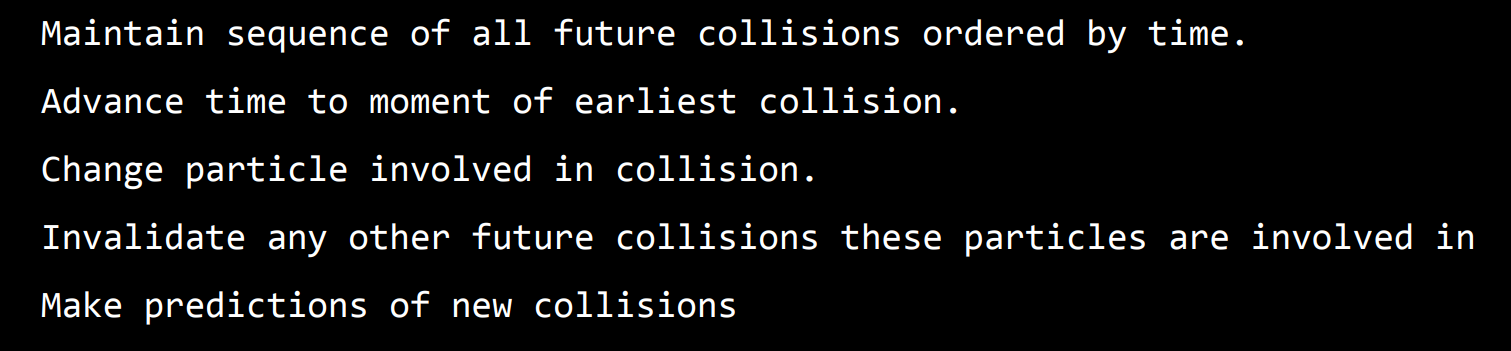 Maintain sequence of all future collisions ordered by time.
Advance time to moment of earliest collision.
Change particle involved in collision.
Invalidate any other future collisions these particles are involved in
Make predictions of new collisions